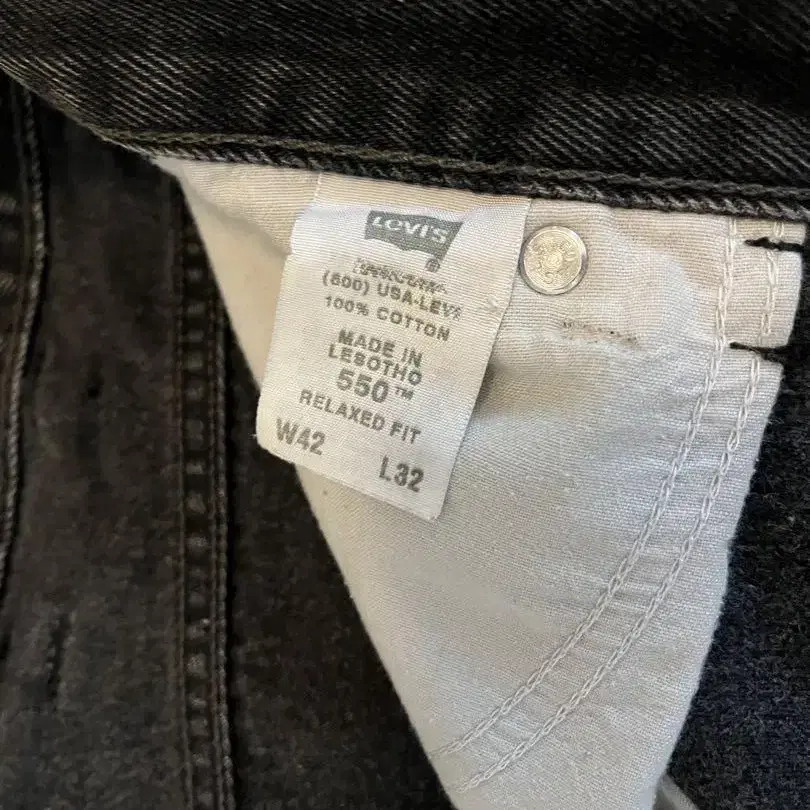 LEVI'S
®
(800) USA-LEVI
100% COTTON
MADE IN
LESOTHO
550™
RELAXED FIT
W42 L32